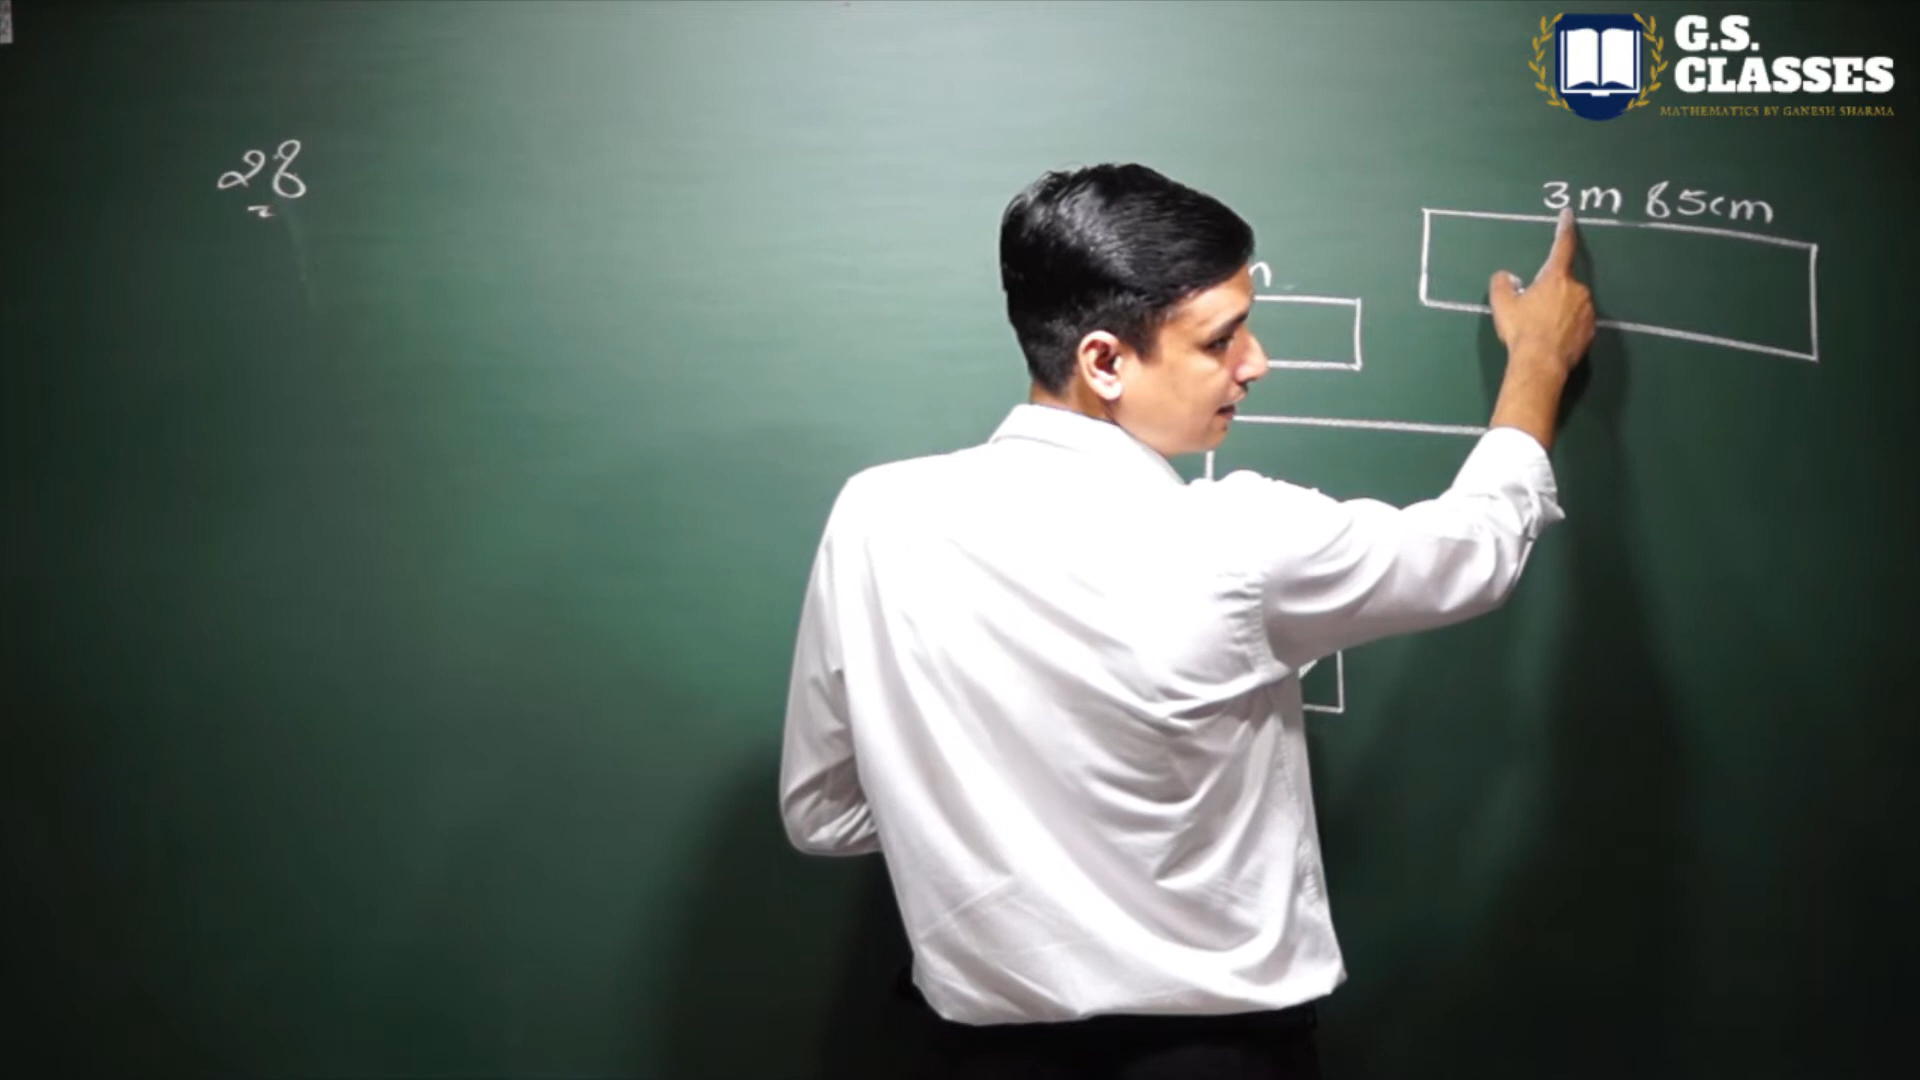 G.S.
CLASSES
MATHEMATICS BY GANESH SHARMA
28
3m 85cm